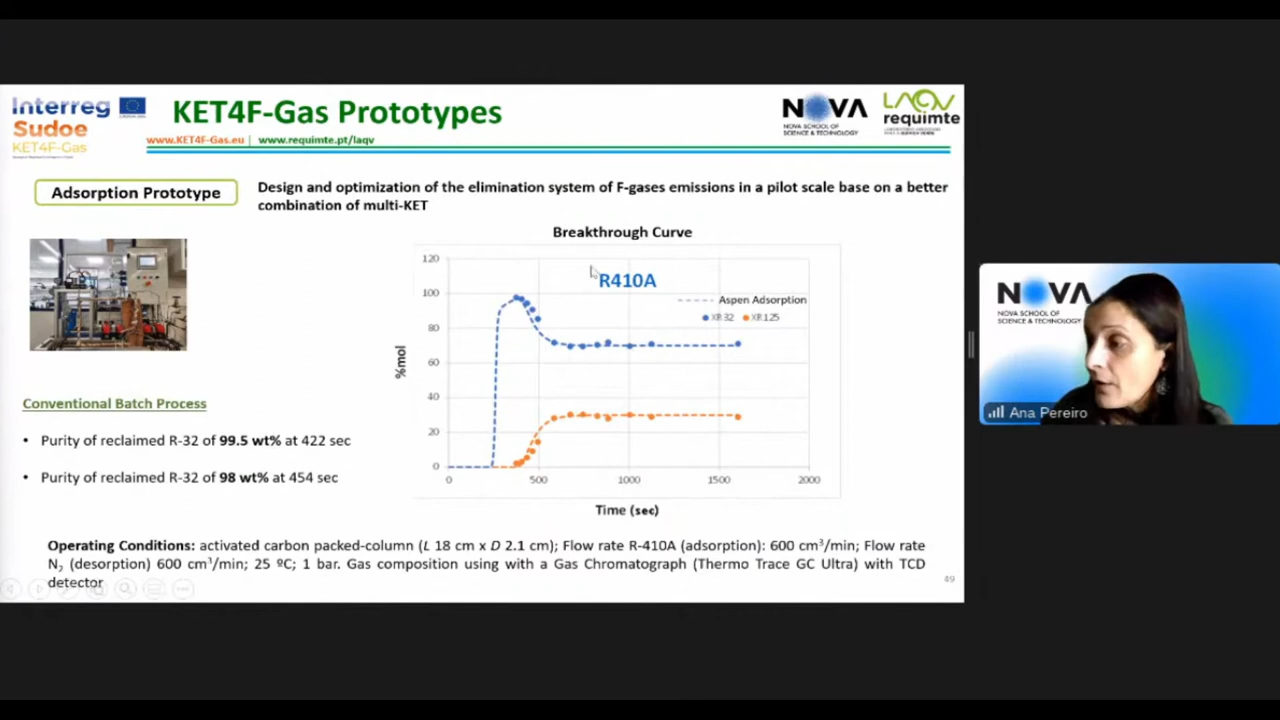 Interreg
Sudoe
KET4F-Gas
KET4F-Gas Prototypes
www.KET4F-Gas.eu | www.requimte.pt/laqv
NOVA
NOVA SCHOOL OF
SCIENCE & TECHNOLOGY
LAQV
requimte
Adsorption Prototype
Design and optimization of the elimination system of F-gases emissions in a pilot scale base on a better
combination of multi-KET
Breakthrough Curve
R410A
Aspen Adsorption
XR32 XR125
120
100
80
60
40
20
0
%mol
0 500 1000 1500 2000
Time (sec)
Conventional Batch Process
• Purity of reclaimed R-32 of 99.5 wt% at 422 sec
• Purity of reclaimed R-32 of 98 wt% at 454 sec
Operating Conditions: activated carbon packed-column (L 18 cm x D 2.1 cm); Flow rate R-410A (adsorption): 600 cm³/min; Flow rate
N₂ (desorption) 600 cm³/min; 25 ºC; 1 bar. Gas composition using with a Gas Chromatograph (Thermo Trace GC Ultra) with TCD
detector
49
NOVA
NOVA SCHOOL OF
SCIENCE & TECHNOLOGY
Ana Pereiro